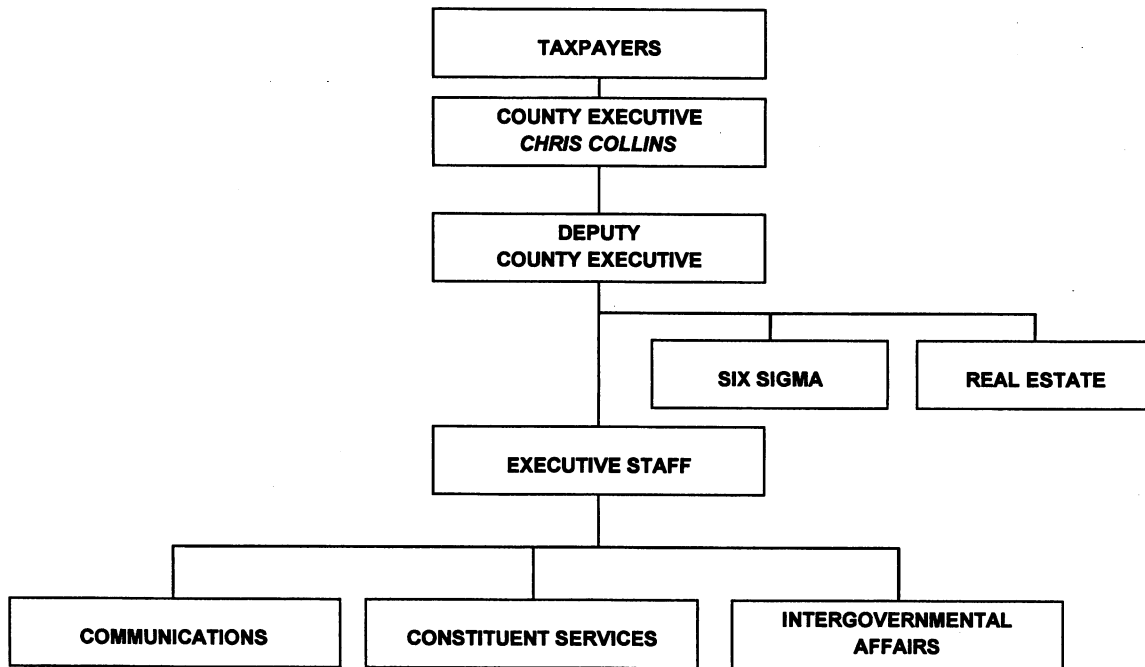 TAXPAYERS
COUNTY EXECUTIVE
CHRIS COLLINS
DEPUTY
COUNTY EXECUTIVE
SIX SIGMA
REAL ESTATE
EXECUTIVE STAFF
COMMUNICATIONS
CONSTITUENT SERVICES
INTERGOVERNMENTAL
AFFAIRS